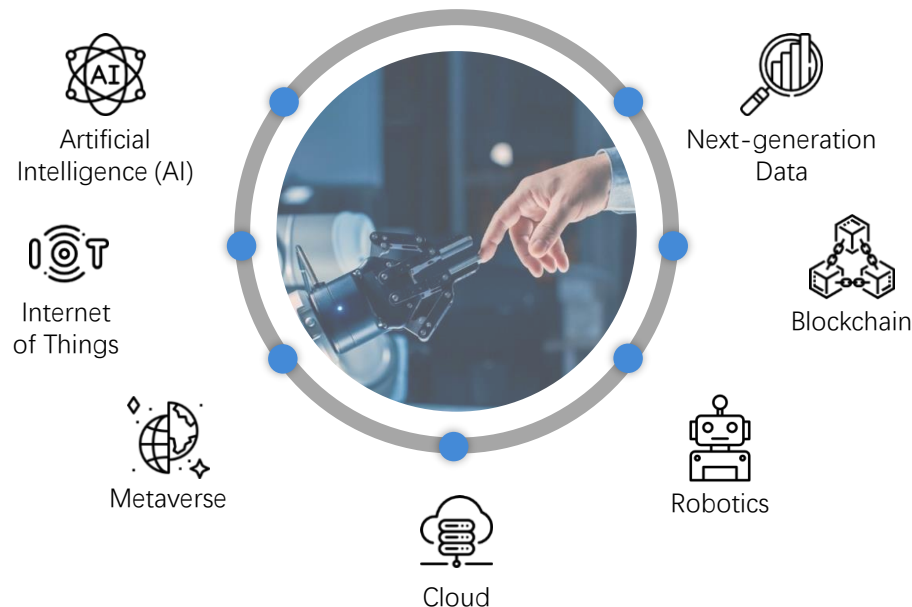 AI
Artificial
Intelligence (AI)
Next-generation
Data
IOT
Internet
of Things
Blockchain
Metaverse
Robotics
Cloud